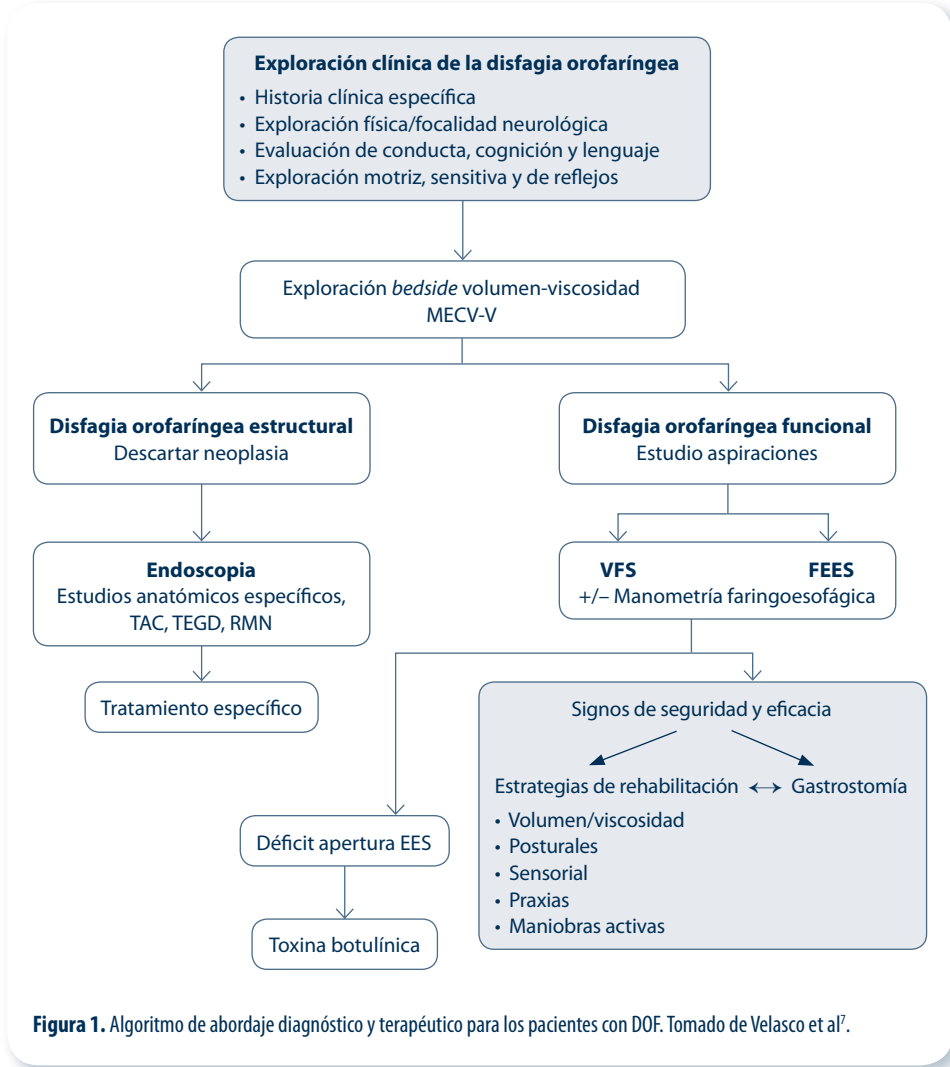 Exploración clínica de la disfagia orofaríngea
• Historia clínica específica
• Exploración física/focalidad neurológica
• Evaluación de conducta, cognición y lenguaje
• Exploración motriz, sensitiva y de reflejos
Exploración bedside volumen-viscosidad
MECV-V
Disfagia orofaríngea estructural
Descartar neoplasia
Disfagia orofaríngea funcional
Estudio aspiraciones
Endoscopia
Estudios anatómicos específicos,
TAC, TEGD, RMN
VFS FEES
+/– Manometría faringoesofágica
Tratamiento específico
Signos de seguridad y eficacia
Estrategias de rehabilitación ↔ Gastrostomía
• Volumen/viscosidad
• Posturales
• Sensorial
• Praxias
• Maniobras activas
Déficit apertura EES
Toxina botulínica
Figura 1. Algoritmo de abordaje diagnóstico y terapéutico para los pacientes con DOF. Tomado de Velasco et al⁷.